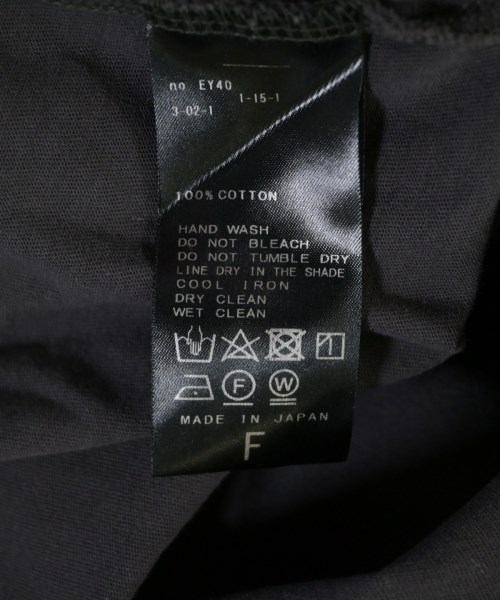 no EY40
1-15-1
3-02-1
100% COTTON
HAND WASH
DO NOT BLEACH
DO NOT TUMBLE DRY
LINE DRY IN THE SHADE
COOL IRON
DRY CLEAN
WET CLEAN
F W
MADE IN JAPAN
F